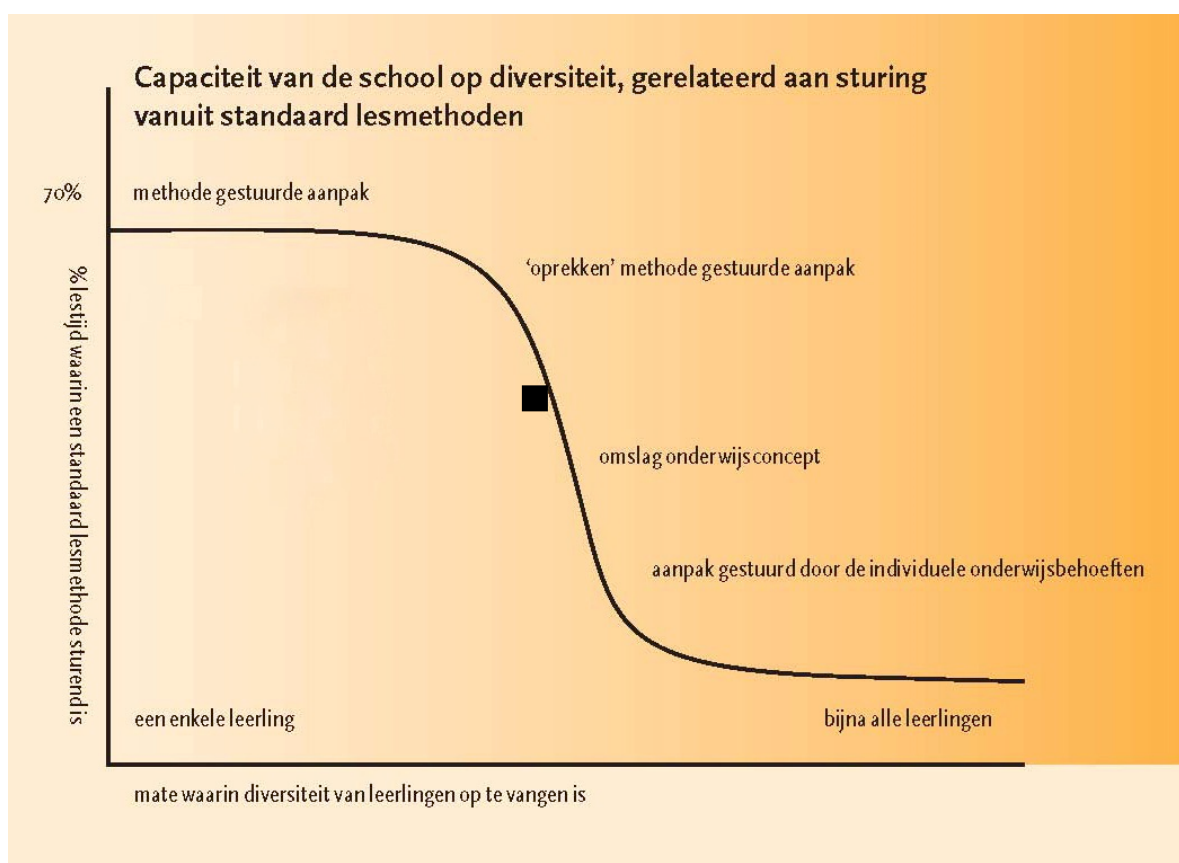 Capaciteit van de school op diversiteit, gerelateerd aan sturing
vanuit standaard lesmethoden
70%
methode gestuurde aanpak
‘oprekken’ methode gestuurde aanpak
% lestijd waarin een standaard lesmethode sturend is
omslag onderwijsconcept
aanpak gestuurd door de individuele onderwijsbehoeften
een enkele leerling
bijna alle leerlingen
mate waarin diversiteit van leerlingen op te vangen is